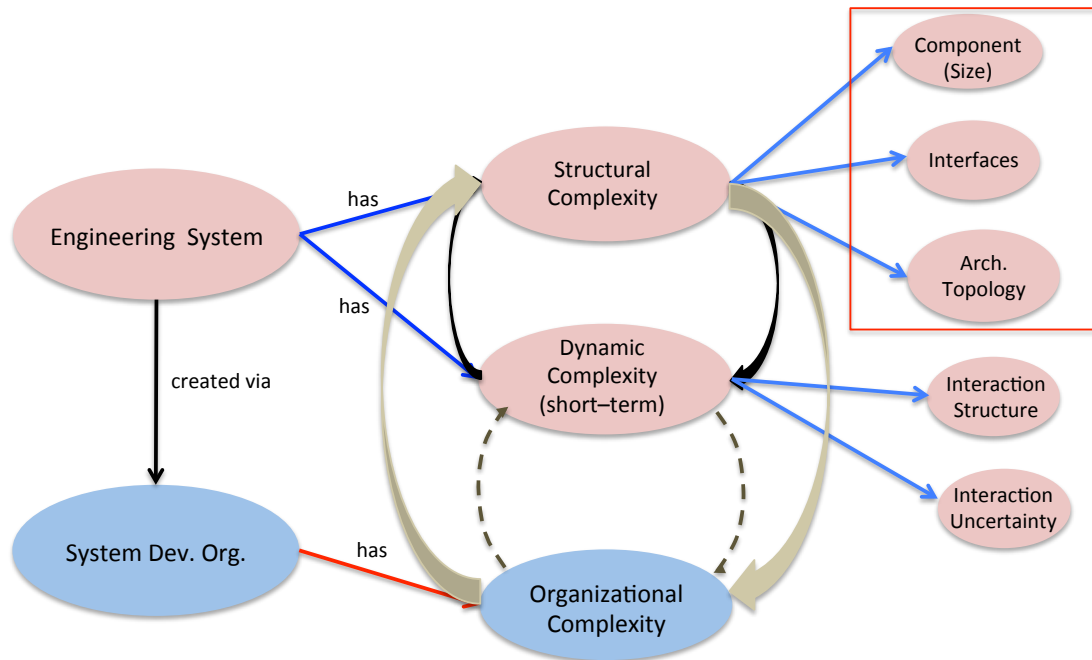 Component
(Size)
Structural
Complexity
Interfaces
has
Engineering System
Arch.
Topology
has
Dynamic
Complexity
(short–term)
created via
Interaction
Structure
Interaction
Uncertainty
System Dev. Org.
has
Organizational
Complexity